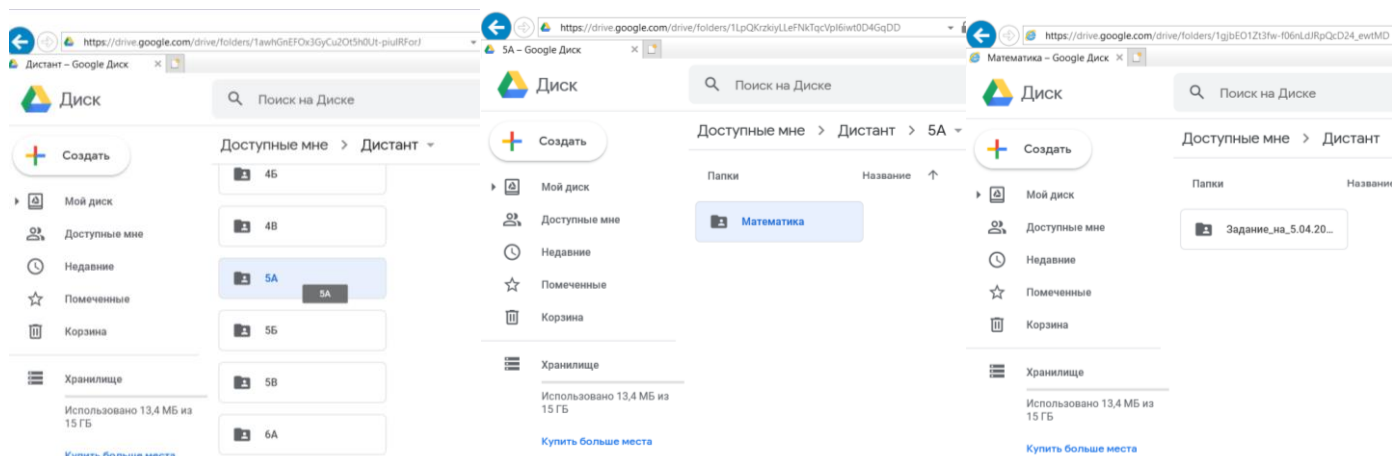 https://drive.google.com/drive/folders/1awhGnEFOx3GyCu2Ot5h0Ut-piuIRForJ
Дистант – Google Диск
Диск
Поиск на Диске
Создать
Доступные мне > Дистант
Мой диск
Доступные мне
Недавние
Помеченные
Корзина
Хранилище
Использовано 13,4 МБ из
15 ГБ
Купить больше места
4Б
4В
5А
5А
5Б
5В
6А
https://drive.google.com/drive/folders/1LpQKrzkiyLLeFNkTqcVpl6iwt0D4GqDD
5А – Google Диск
Диск
Поиск на Диске
Создать
Доступные мне > Дистант > 5А
Мой диск
Доступные мне
Недавние
Помеченные
Корзина
Хранилище
Использовано 13,4 МБ из
15 ГБ
Купить больше места
Папки
Название
Математика
https://drive.google.com/drive/folders/1gjbEO1Zt3fw-f06nLdJRpQcD24_ewtMD
Математика – Google Диск
Диск
Поиск на Диске
Создать
Доступные мне > Дистант
Мой диск
Доступные мне
Недавние
Помеченные
Корзина
Хранилище
Использовано 13,4 МБ из
15 ГБ
Купить больше места
Папки
Название
Задание_на_5.04.20...